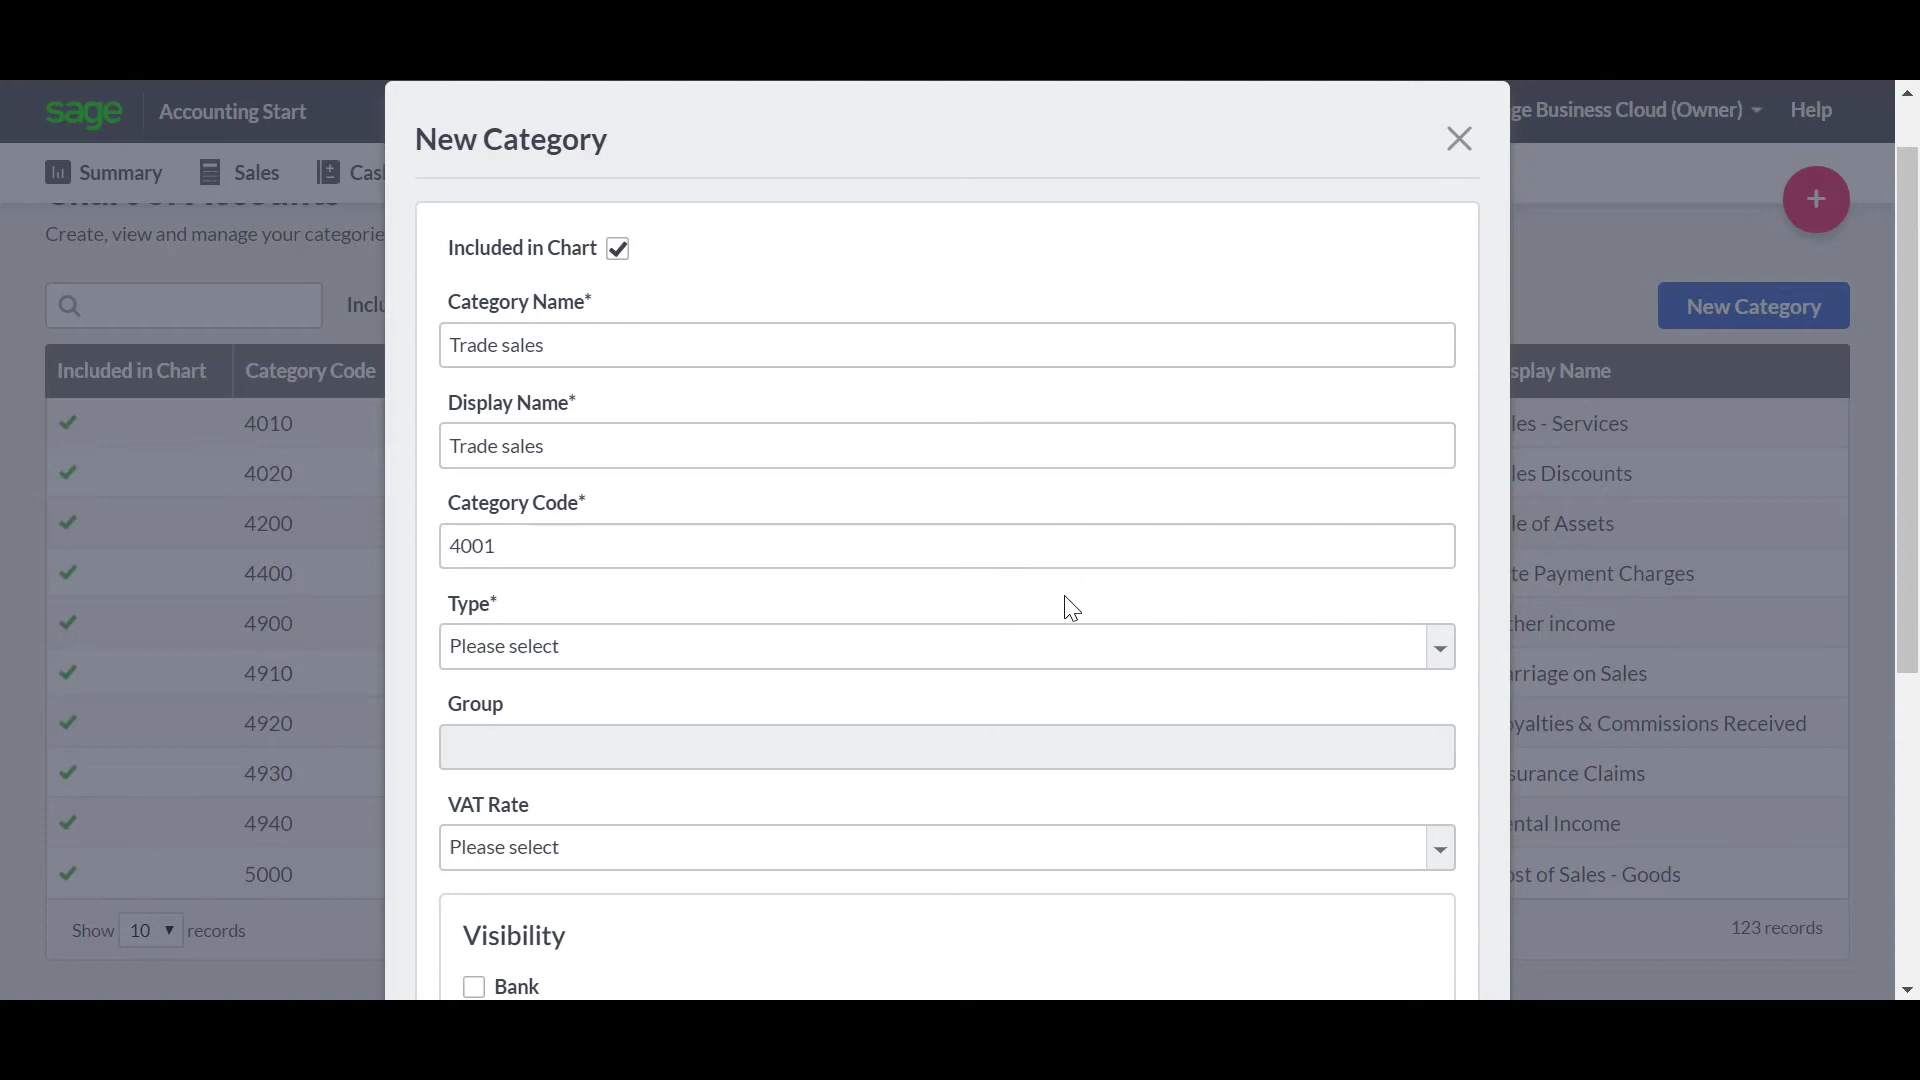 sage Accounting Start
ge Business Cloud (Owner) Help
Summary Sales Cas
New Category
Create, view and manage your categorie
Inclu
New Category
Included in Chart Category Code
splay Name
4010
les - Services
4020
les Discounts
4200
le of Assets
4400
te Payment Charges
4900
her income
4910
rriage on Sales
4920
yalties & Commissions Received
4930
surance Claims
4940
ental Income
5000
st of Sales - Goods
Show 10 records
123 records
Included in Chart
Category Name*
Trade sales
Display Name*
Trade sales
Category Code*
4001
Type*
Please select
Group
VAT Rate
Please select
Visibility
Bank